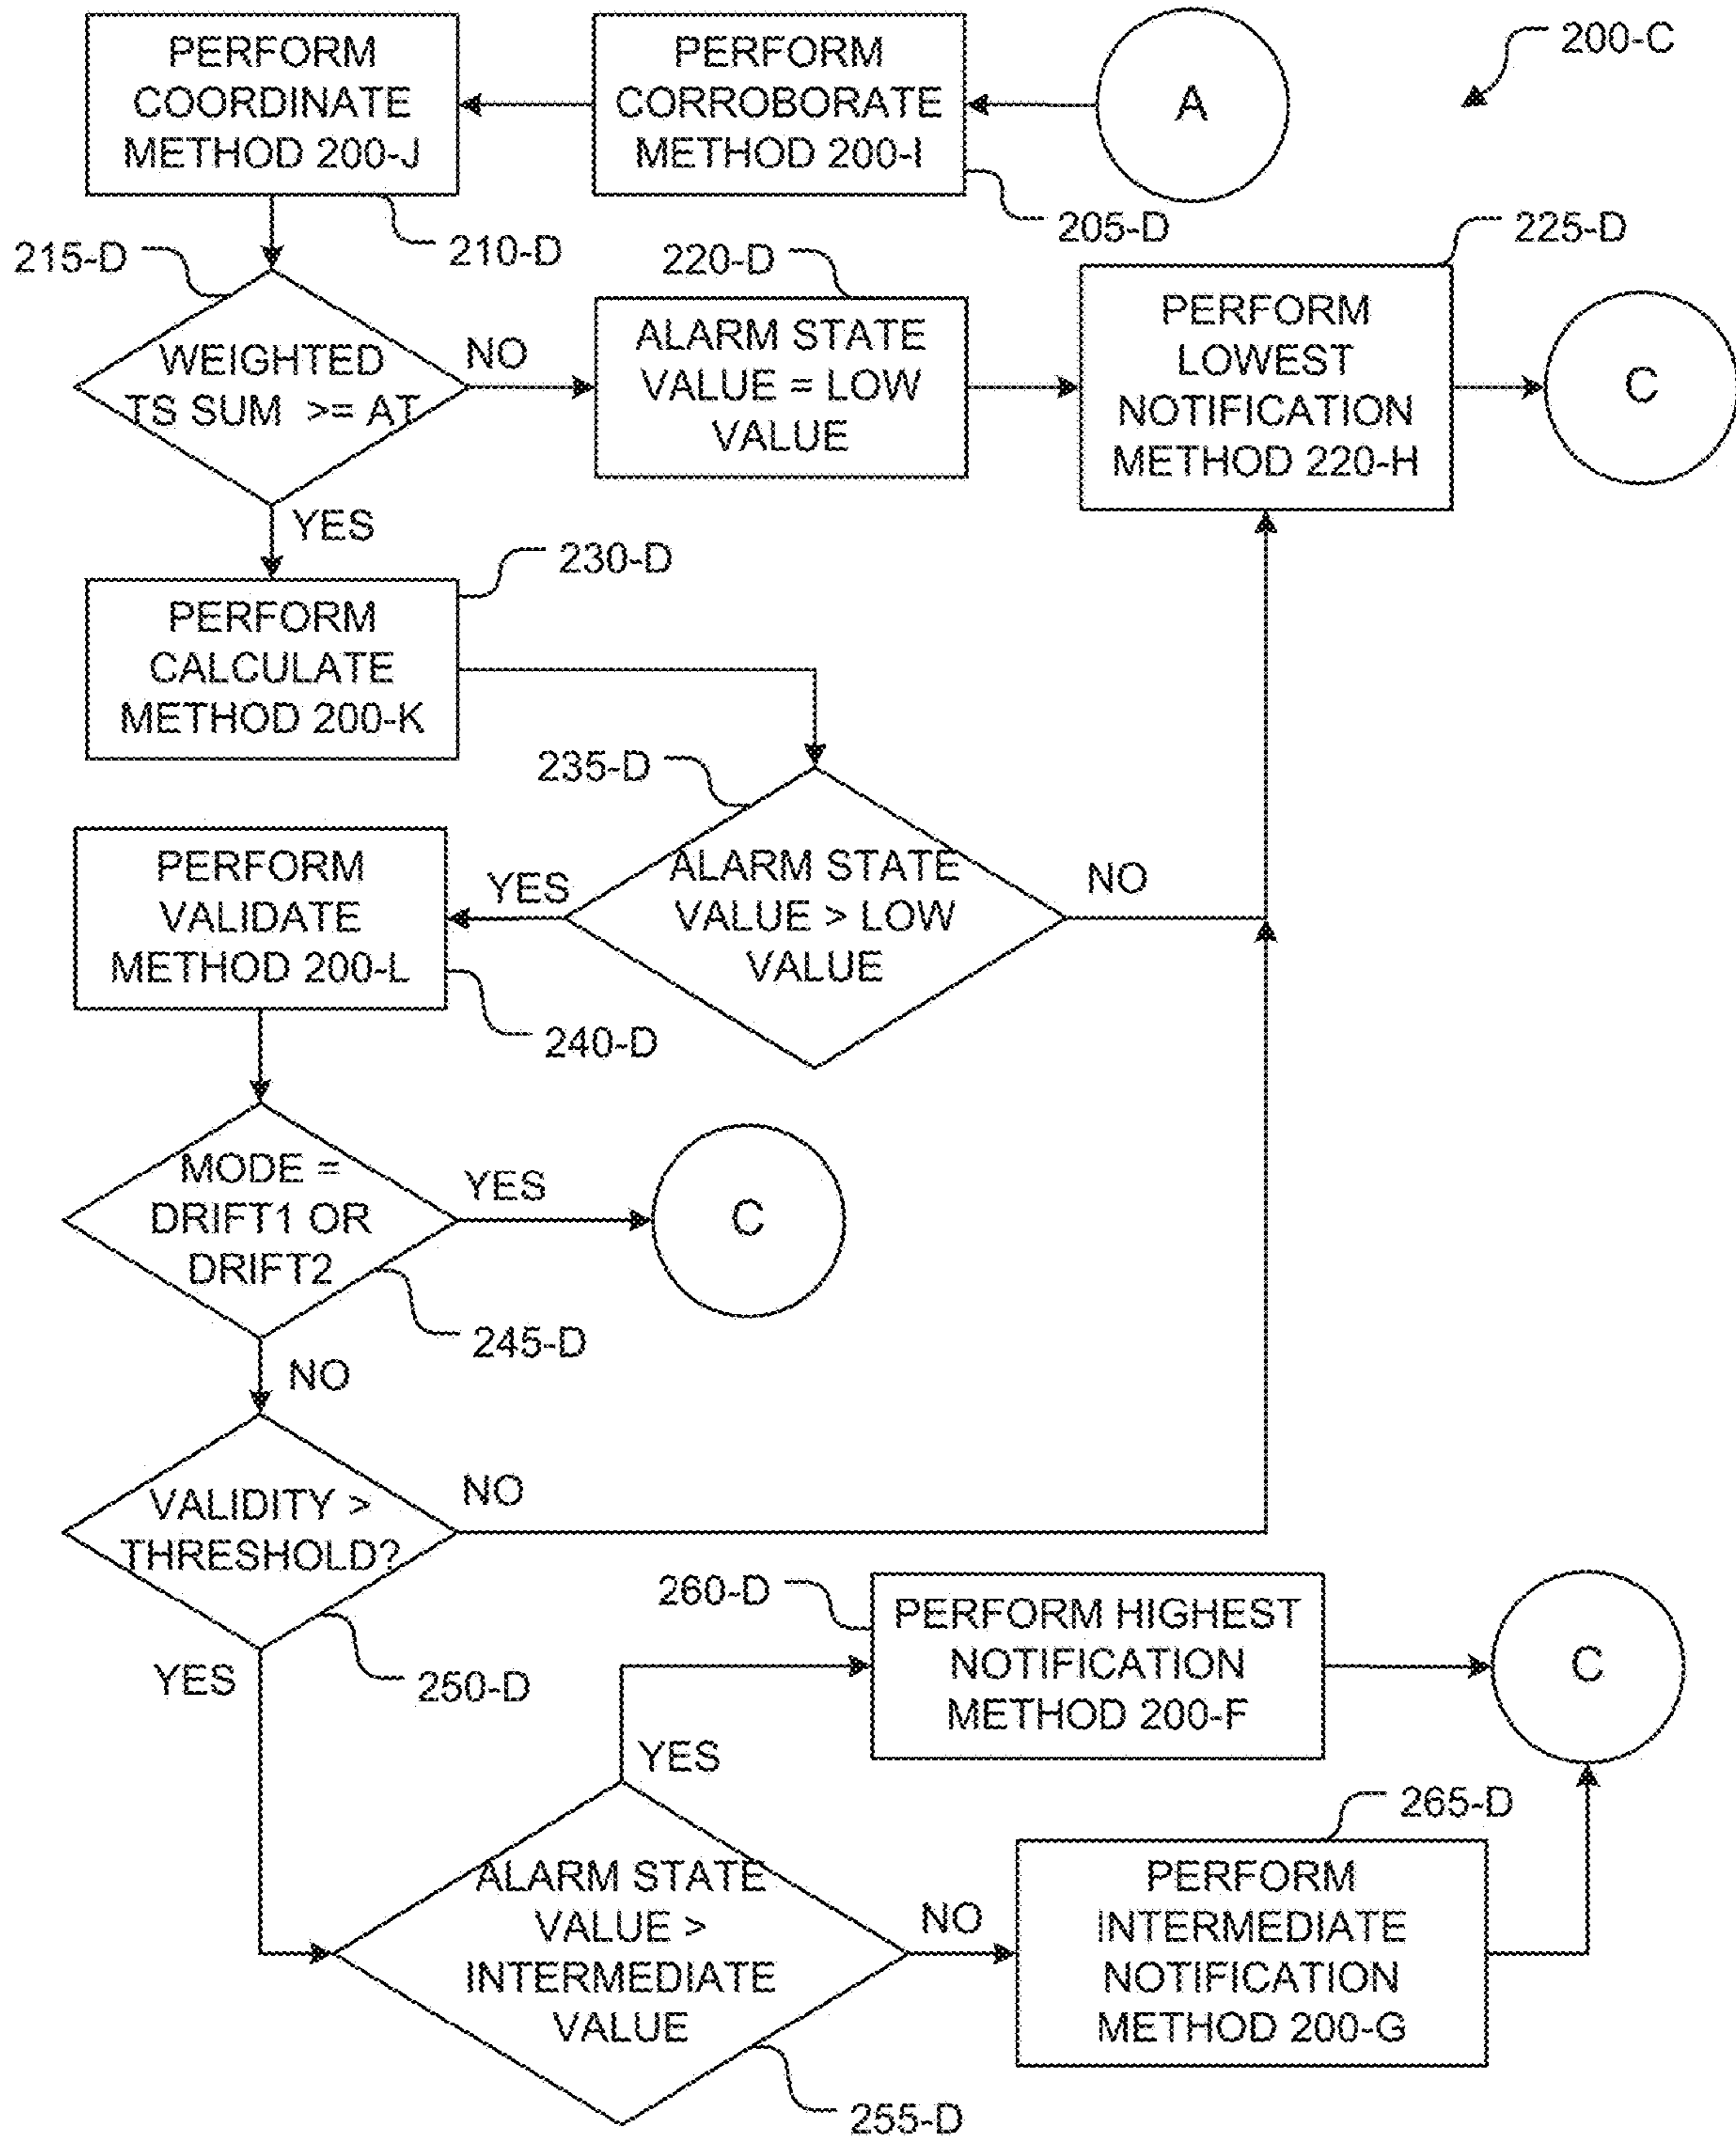 200-C
A
PERFORM
CORROBORATE
METHOD 200-I
205-D
PERFORM
COORDINATE
METHOD 200-J
210-D
215-D
WEIGHTED
TS SUM >= AT
NO
220-D
ALARM STATE
VALUE = LOW
VALUE
225-D
PERFORM
LOWEST
NOTIFICATION
METHOD 220-H
C
YES
230-D
PERFORM
CALCULATE
METHOD 200-K
235-D
ALARM STATE
VALUE > LOW
VALUE
NO
YES
PERFORM
VALIDATE
METHOD 200-L
240-D
MODE =
DRIFT1 OR
DRIFT2
YES
C
245-D
NO
VALIDITY >
THRESHOLD?
NO
250-D
YES
260-D
PERFORM HIGHEST
NOTIFICATION
METHOD 200-F
C
YES
ALARM STATE
VALUE >
INTERMEDIATE
VALUE
NO
255-D
265-D
PERFORM
INTERMEDIATE
NOTIFICATION
METHOD 200-G